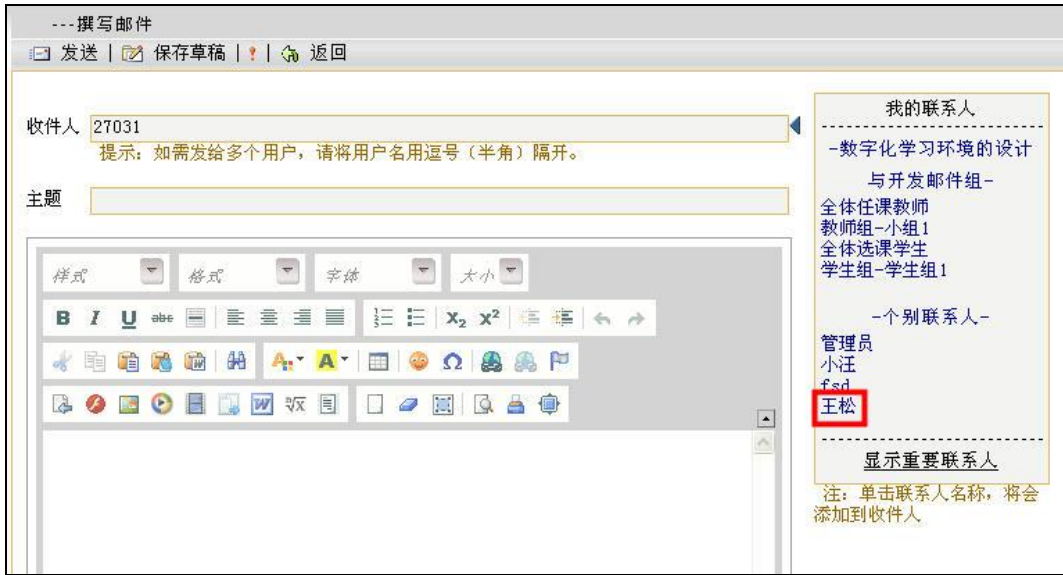 ---撰写邮件
发送 | 保存草稿 | ! | 返回
收件人 27031
提示：如需发给多个用户，请将用户名用逗号（半角）隔开。
主题
样式 格式 字体 大小
B I U abc X₂ X²
A A Ω
W √x
我的联系人
-数字化学习环境的设计
与开发邮件组-
全体任课教师
教师组-小组1
全体选课学生
学生组-学生组1
-个别联系人-
管理员
小汪
fsd
王松
显示重要联系人
注：单击联系人名称，将会
添加到收件人